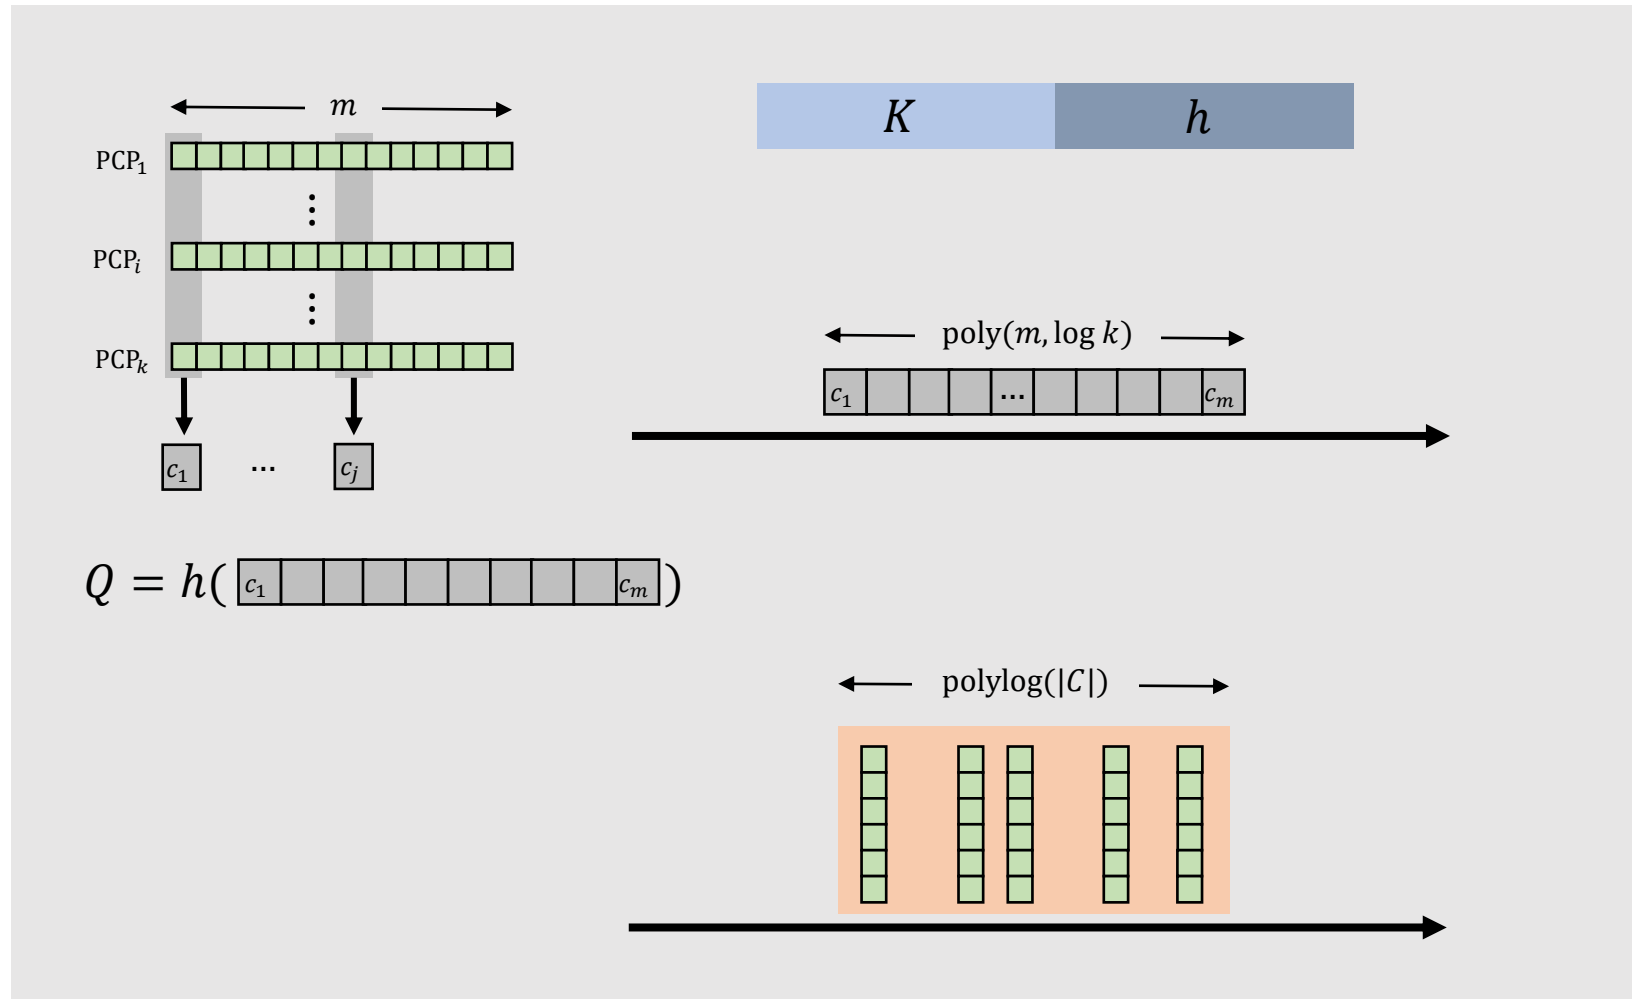 m
K h
PCP₁
⋮
PCPᵢ
⋮
PCPₖ
poly(m, log k)
c₁ ... cₘ
c₁ ... cⱼ
Q = h( c₁ cₘ )
polylog(|C|)